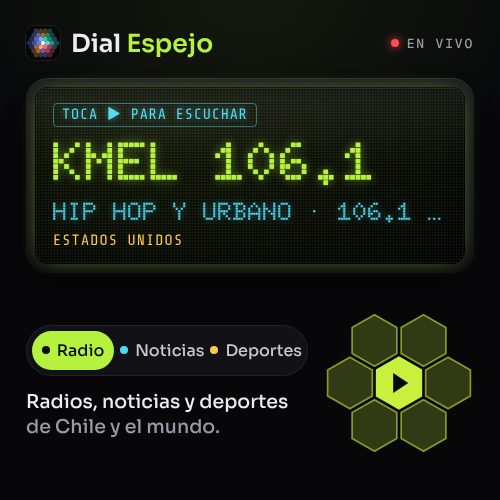 Dial Espejo
EN VIVO
TOCA ▶ PARA ESCUCHAR
KMEL 106.1
HIP HOP Y URBANO · 106.1 …
ESTADOS UNIDOS
Radio
Noticias
Deportes
Radios, noticias y deportes
de Chile y el mundo.